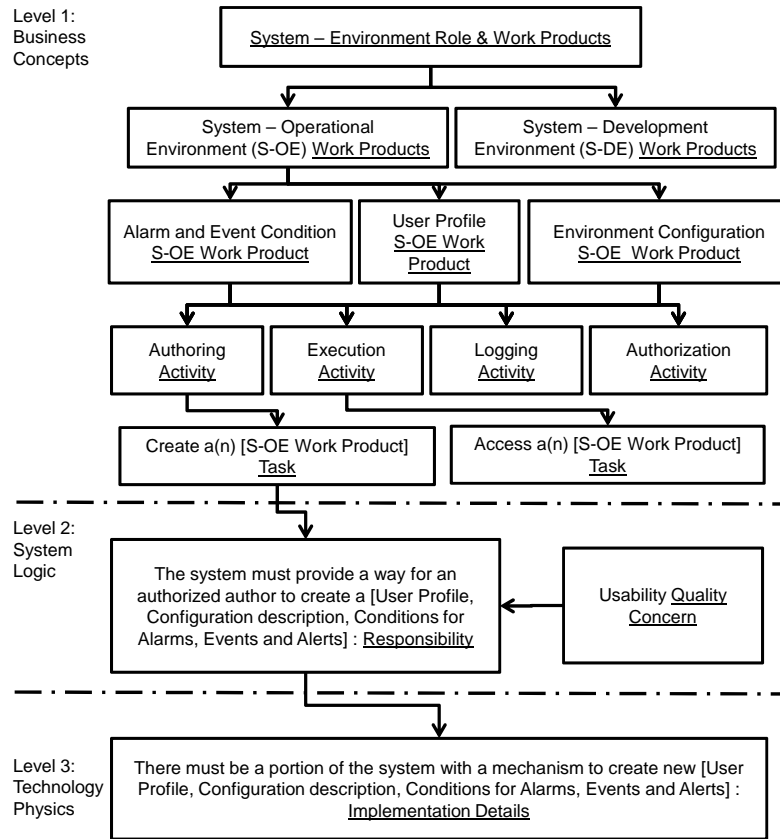 Level 1:
Business
Concepts
System – Environment Role & Work Products
System – Operational
Environment (S-OE) Work Products
System – Development
Environment (S-DE) Work Products
Alarm and Event Condition
S-OE Work Product
User Profile
S-OE Work
Product
Environment Configuration
S-OE Work Product
Authoring
Activity
Execution
Activity
Logging
Activity
Authorization
Activity
Create a(n) [S-OE Work Product]
Task
Access a(n) [S-OE Work Product]
Task
Level 2:
System
Logic
The system must provide a way for an
authorized author to create a [User Profile,
Configuration description, Conditions for
Alarms, Events and Alerts] : Responsibility
Usability Quality
Concern
Level 3:
Technology
Physics
There must be a portion of the system with a mechanism to create new [User
Profile, Configuration description, Conditions for Alarms, Events and Alerts] :
Implementation Details